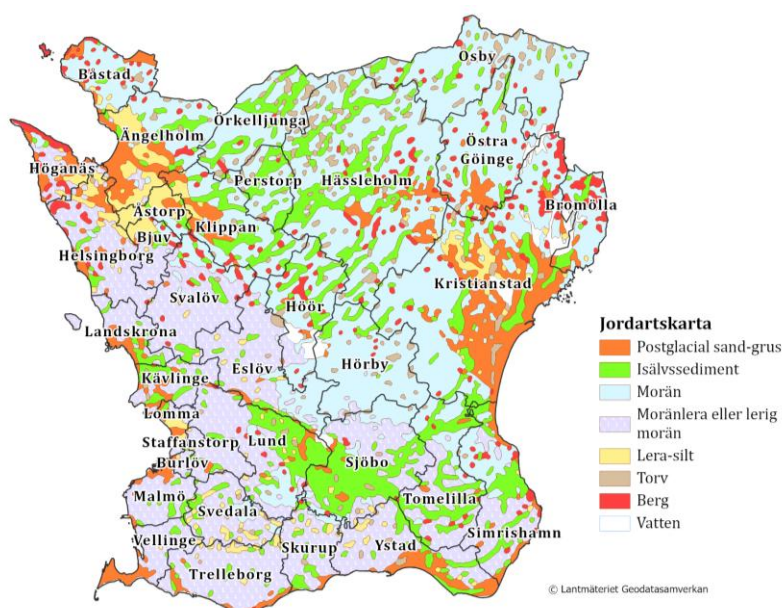 Båstad
Osby
Örkelljunga
Ängelholm
Östra
Göinge
Höganäs
Perstorp
Hässleholm
Bromölla
Åstorp
Klippan
Bjuv
Helsingborg
Kristianstad
Svalöv
Höör
Landskrona
Hörby
Eslöv
Kävlinge
Lomma
Lund
Staffanstorp
Sjöbo
Burlöv
Malmö
Tomelilla
Svedala
Simrishamn
Vellinge
Skurup
Ystad
Trelleborg
Jordartskarta
Postglacial sand-grus
Isälvssediment
Morän
Moränlera eller lerig
morän
Lera-silt
Torv
Berg
Vatten
© Lantmäteriet Geodatasamverkan